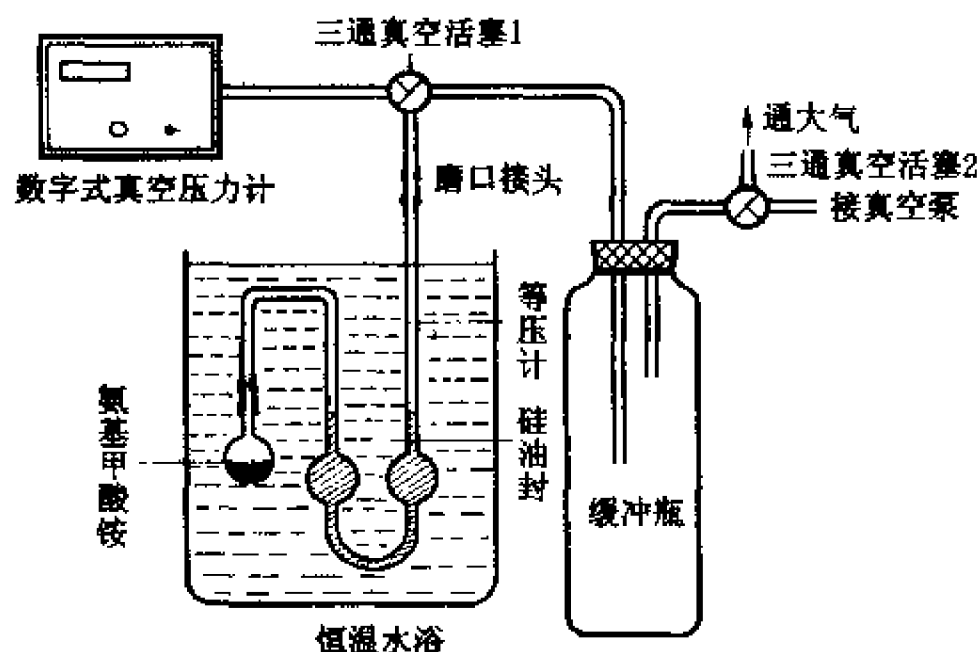 三通真空活塞1
通大气
三通真空活塞2
接真空泵
数字式真空压力计
磨口接头
等压计
硅油封
氨基甲酸铵
缓冲瓶
恒温水浴